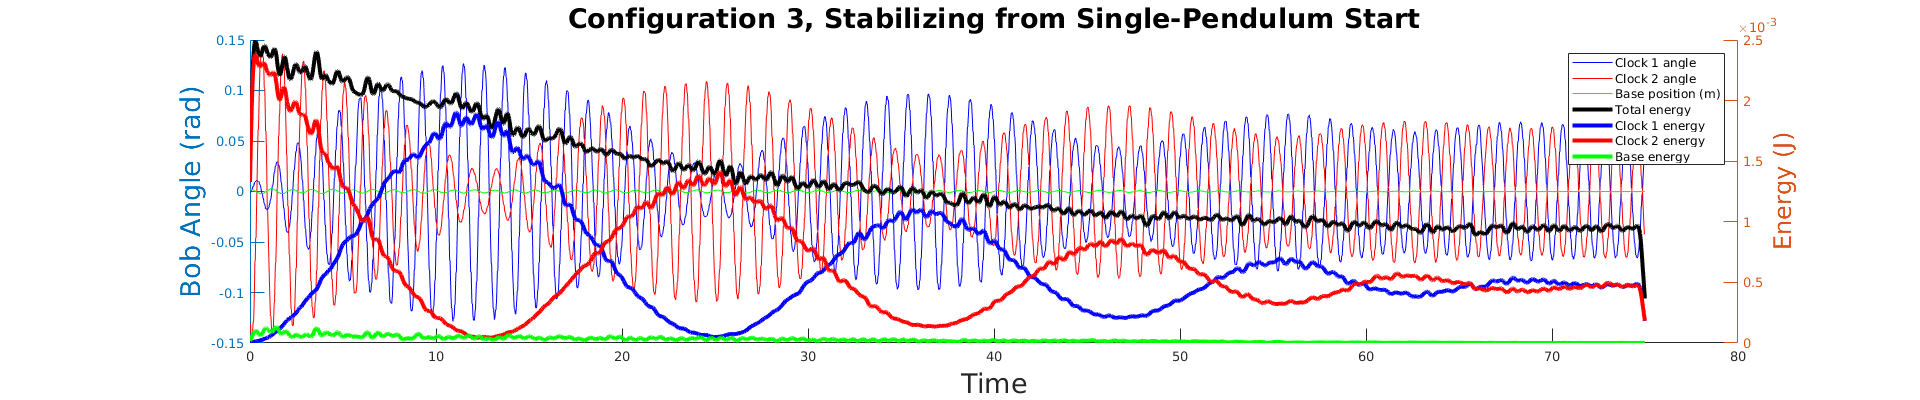 Configuration 3, Stabilizing from Single-Pendulum Start
×10-3
0.15
0.1
0.05
0
-0.05
-0.1
-0.15
Bob Angle (rad)
2.5
2
1.5
1
0.5
0
Energy (J)
Clock 1 angle
Clock 2 angle
Base position (m)
Total energy
Clock 1 energy
Clock 2 energy
Base energy
0 10 20 30 40 50 60 70 80
Time